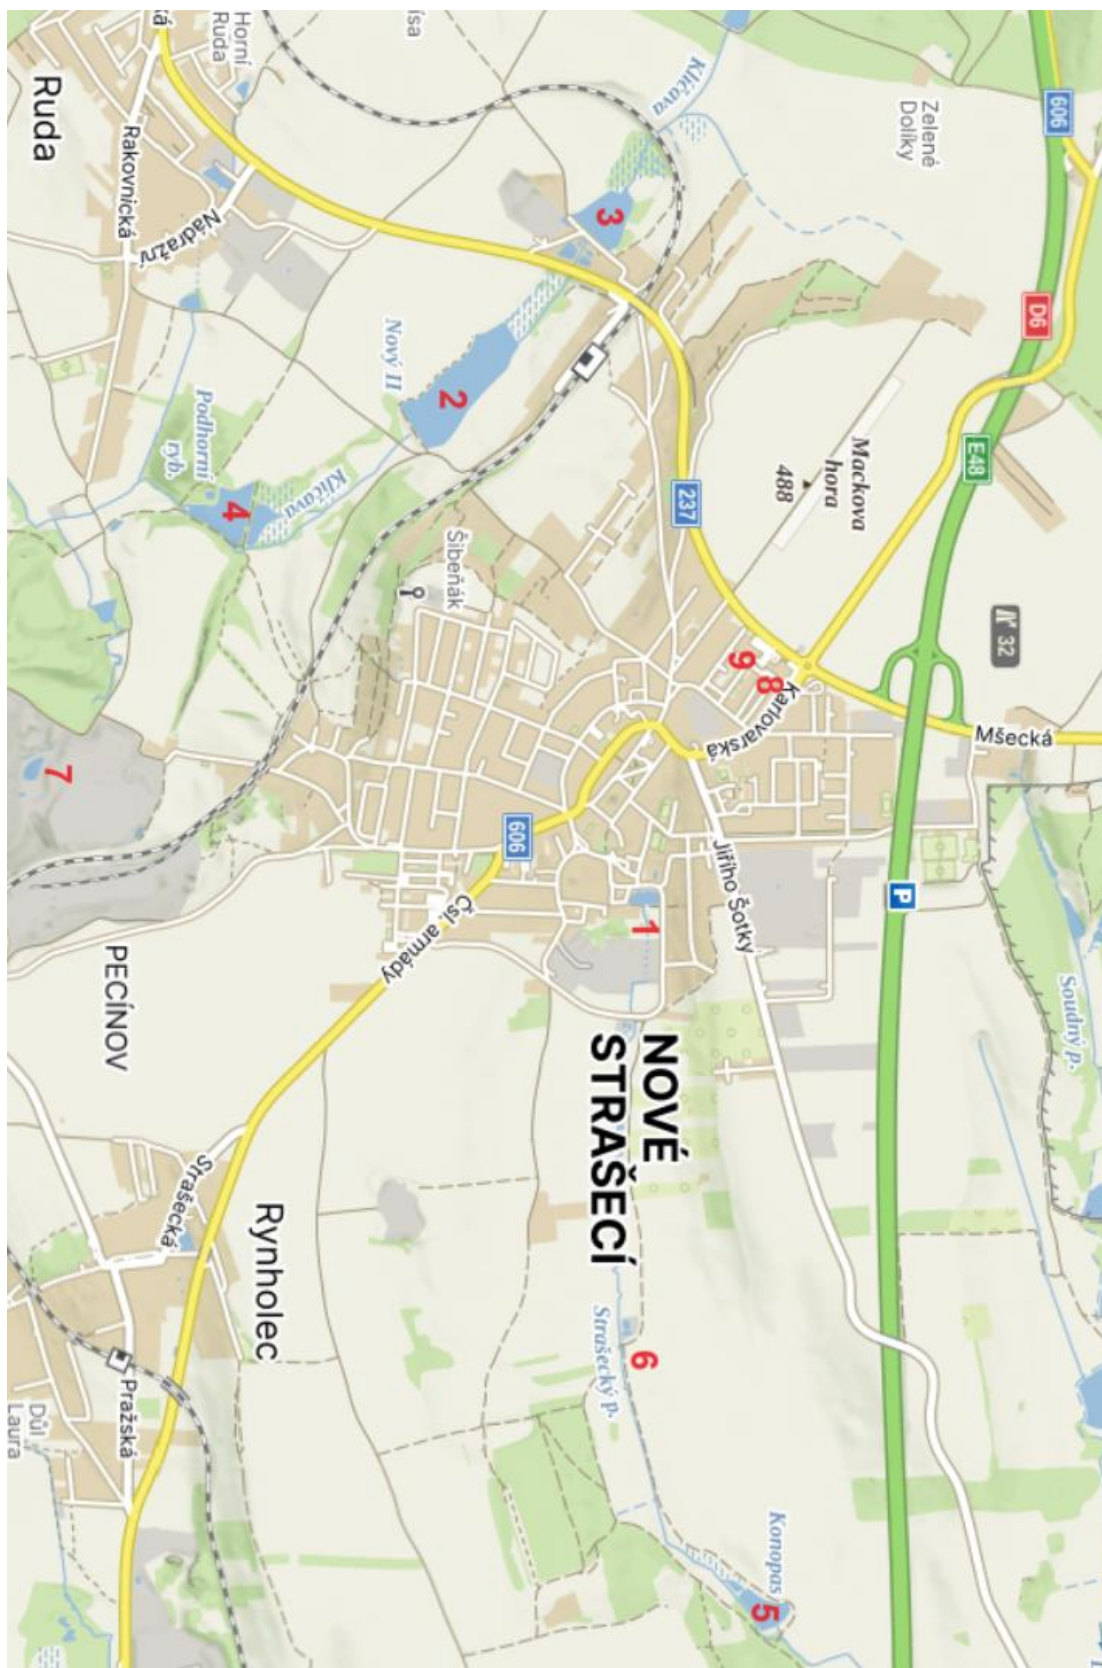 606
Soudný p.
D6
Mšecká
32
E48
Zelené
Dolíky
P
Mackova
hora
488
Karlovarská
8
9
Konopas
5
Jiřího Šotky
Klíčava
237
NOVÉ
STRAŠECÍ
1
6
Strašecký p.
3
606
Šibeňák
2
Čsl. armády
ísa
Nový II
Klíčava
Rynholec
Horní
Ruda
4
Podhorní
ryb.
Strašecká
Nádražní
ká
Rakovnická
Pražská
PECÍNOV
7
Ruda
Důl
Laura